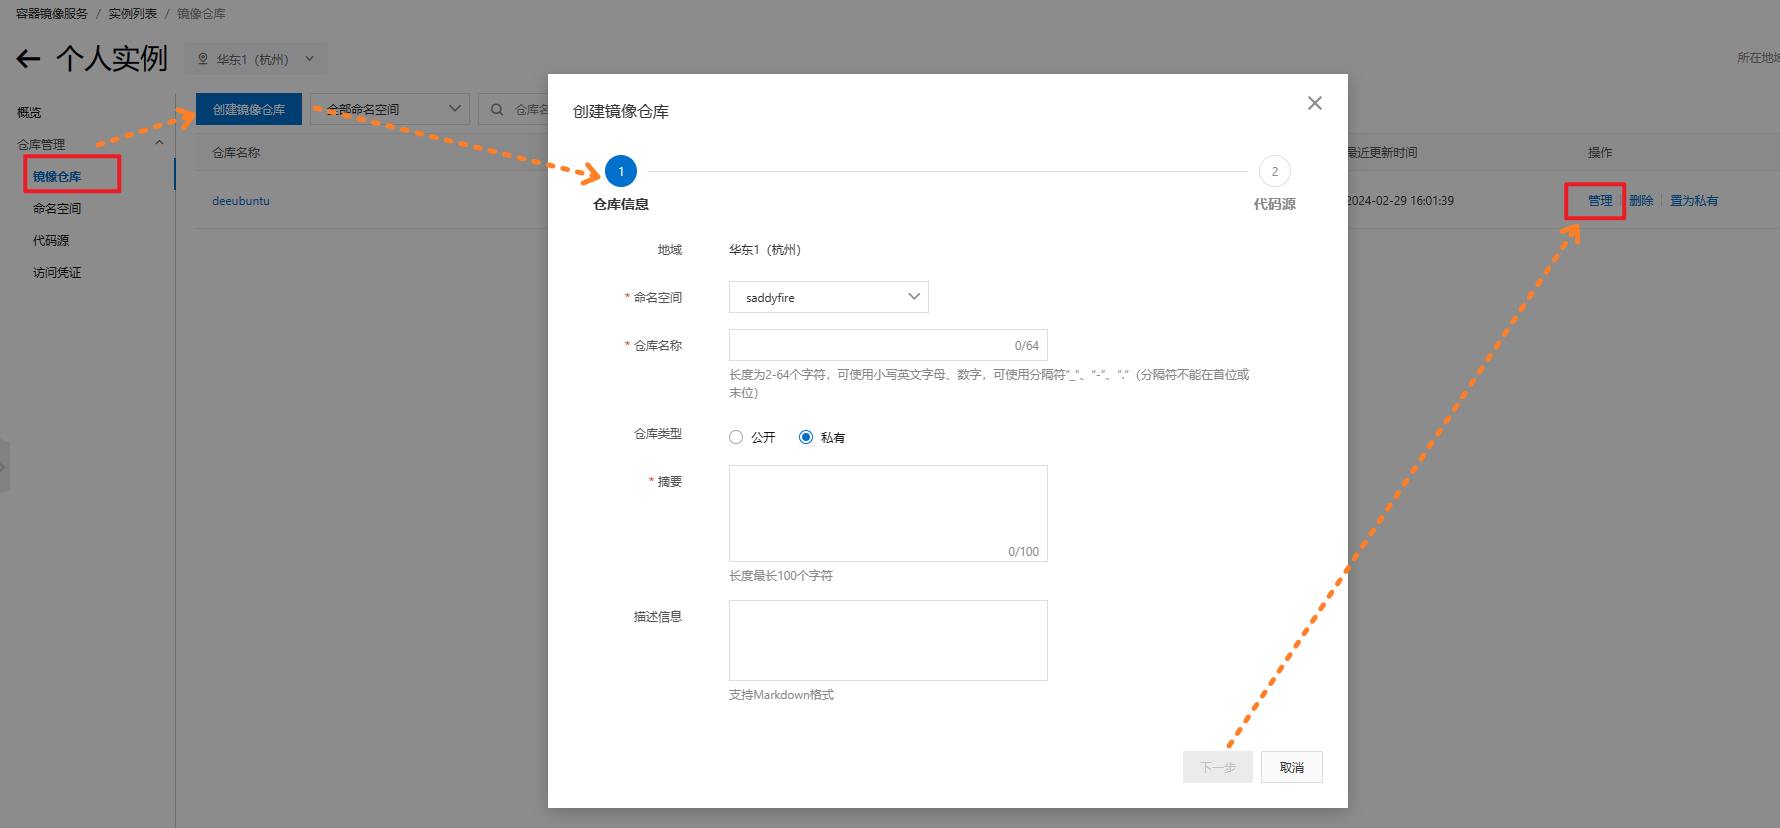 容器镜像服务 / 实例列表 / 镜像仓库
个人实例
华东1（杭州）
所在地域
概览
仓库管理
镜像仓库
命名空间
代码源
访问凭证
创建镜像仓库
全部命名空间
仓库名
仓库名称
最近更新时间
操作
deeubuntu
2024-02-29 16:01:39
管理 删除 置为私有
创建镜像仓库
1
2
仓库信息
代码源
地域 华东1（杭州）
* 命名空间 saddyfire
* 仓库名称 0/64
长度为2-64个字符，可使用小写英文字母、数字，可使用分隔符“_”、“-”、“.”（分隔符不能在首位或
末位）
仓库类型 公开 私有
* 摘要
0/100
长度最长100个字符
描述信息
支持Markdown格式
下一步 取消